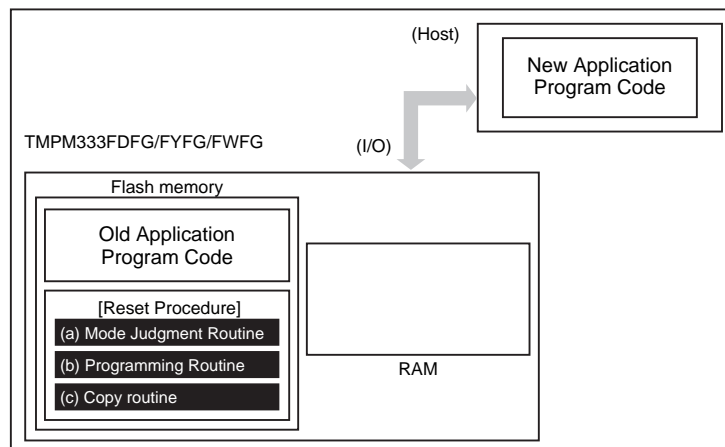 (Host)
New Application
Program Code
TMPM333FDFG/FYFG/FWFG
(I/O)
Flash memory
Old Application
Program Code
[Reset Procedure]
(a) Mode Judgment Routine
(b) Programming Routine
(c) Copy routine
RAM